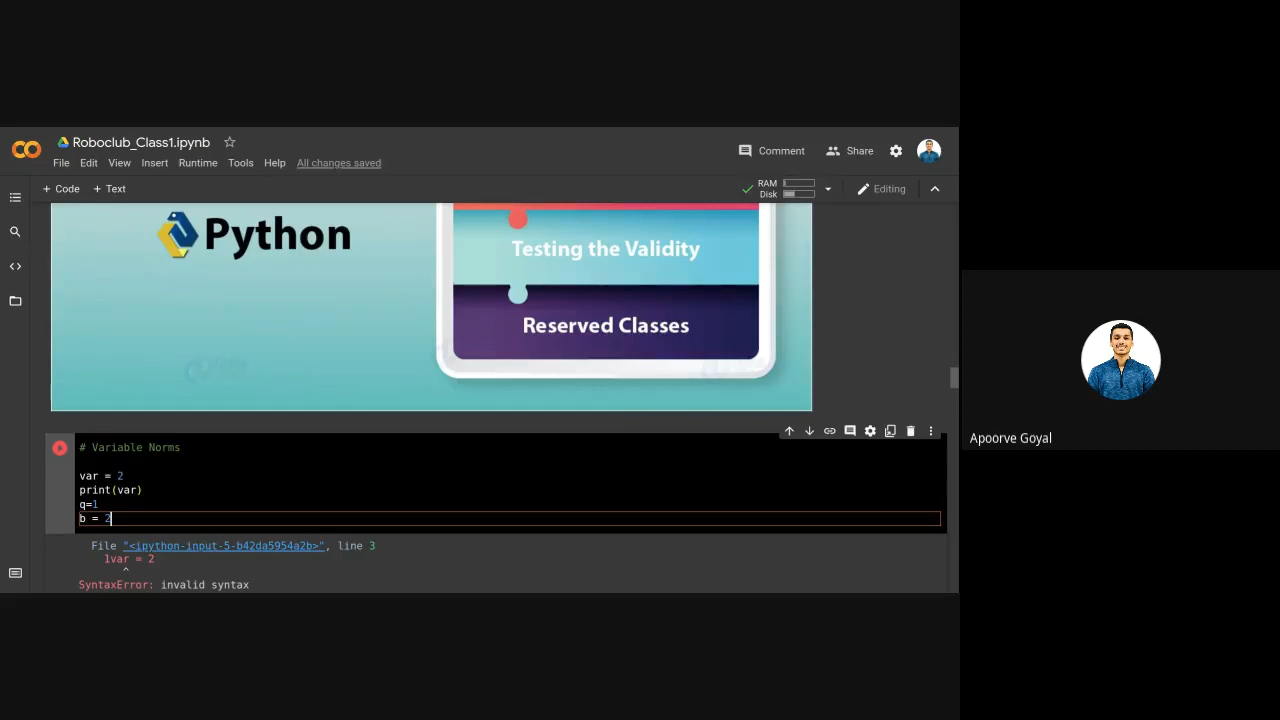 Roboclub_Class1.ipynb
File Edit View Insert Runtime Tools Help All changes saved
Comment Share
+ Code + Text
RAM
Disk
Editing
Python
Testing the Validity
Reserved Classes
# Variable Norms
var = 2
print(var)
q=1
b = 2
File "<ipython-input-5-b42da5954a2b>", line 3
1var = 2
^
SyntaxError: invalid syntax
Apoorve Goyal